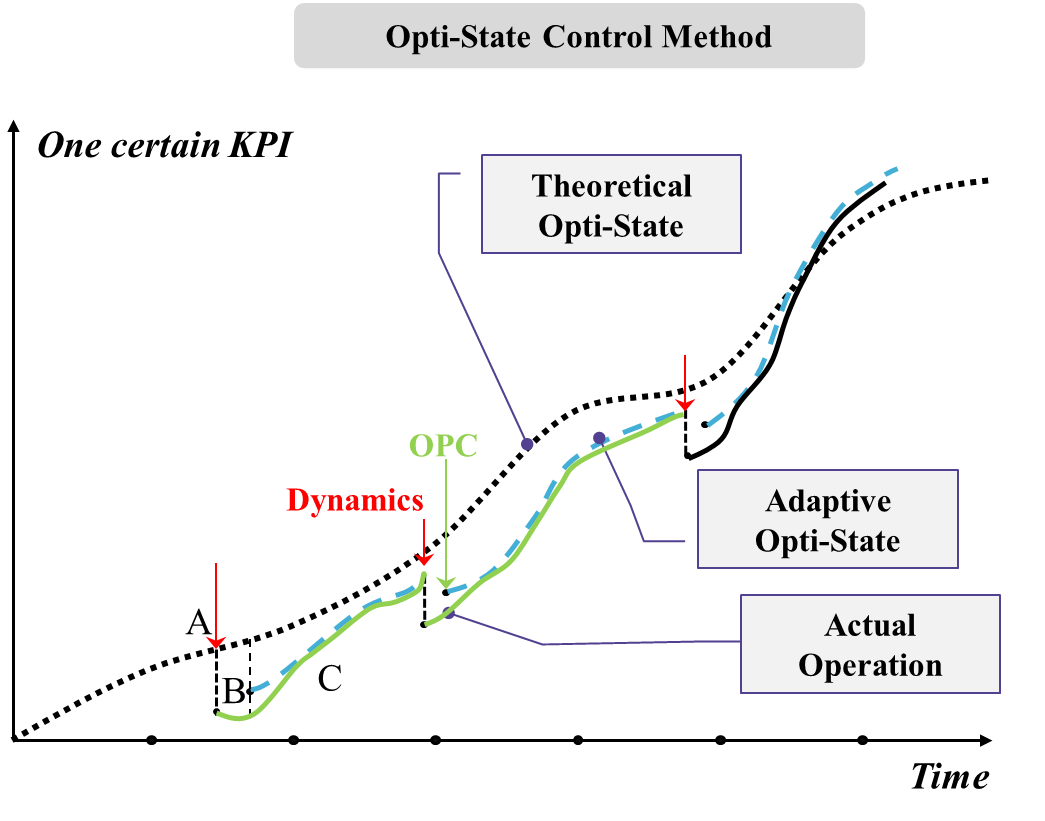 Opti-State Control Method
One certain KPI
Theoretical
Opti-State
OPC
Dynamics
Adaptive
Opti-State
A
Actual
Operation
B
C
Time